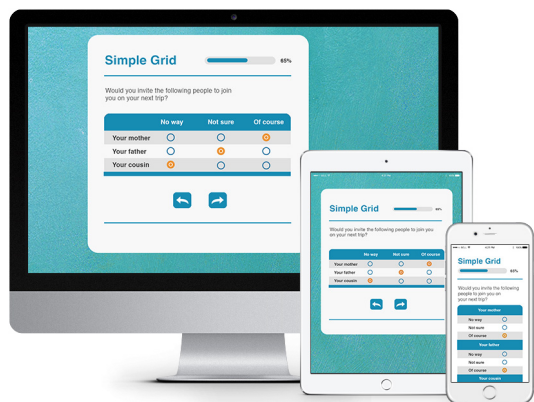 Simple Grid
65%
Would you invite the following people to join
you on your next trip?
No way Not sure Of course
Your mother
Your father
Your cousin
Simple Grid
Would you invite the following people to join you
on your next trip?
No way Not sure Of course
Your mother
Your father
Your cousin
Simple Grid
65%
Would you invite the following
people to join you on
your next trip?
Your mother
No way
Not sure
Of course
Your father
No way
Not sure
Of course
Your cousin